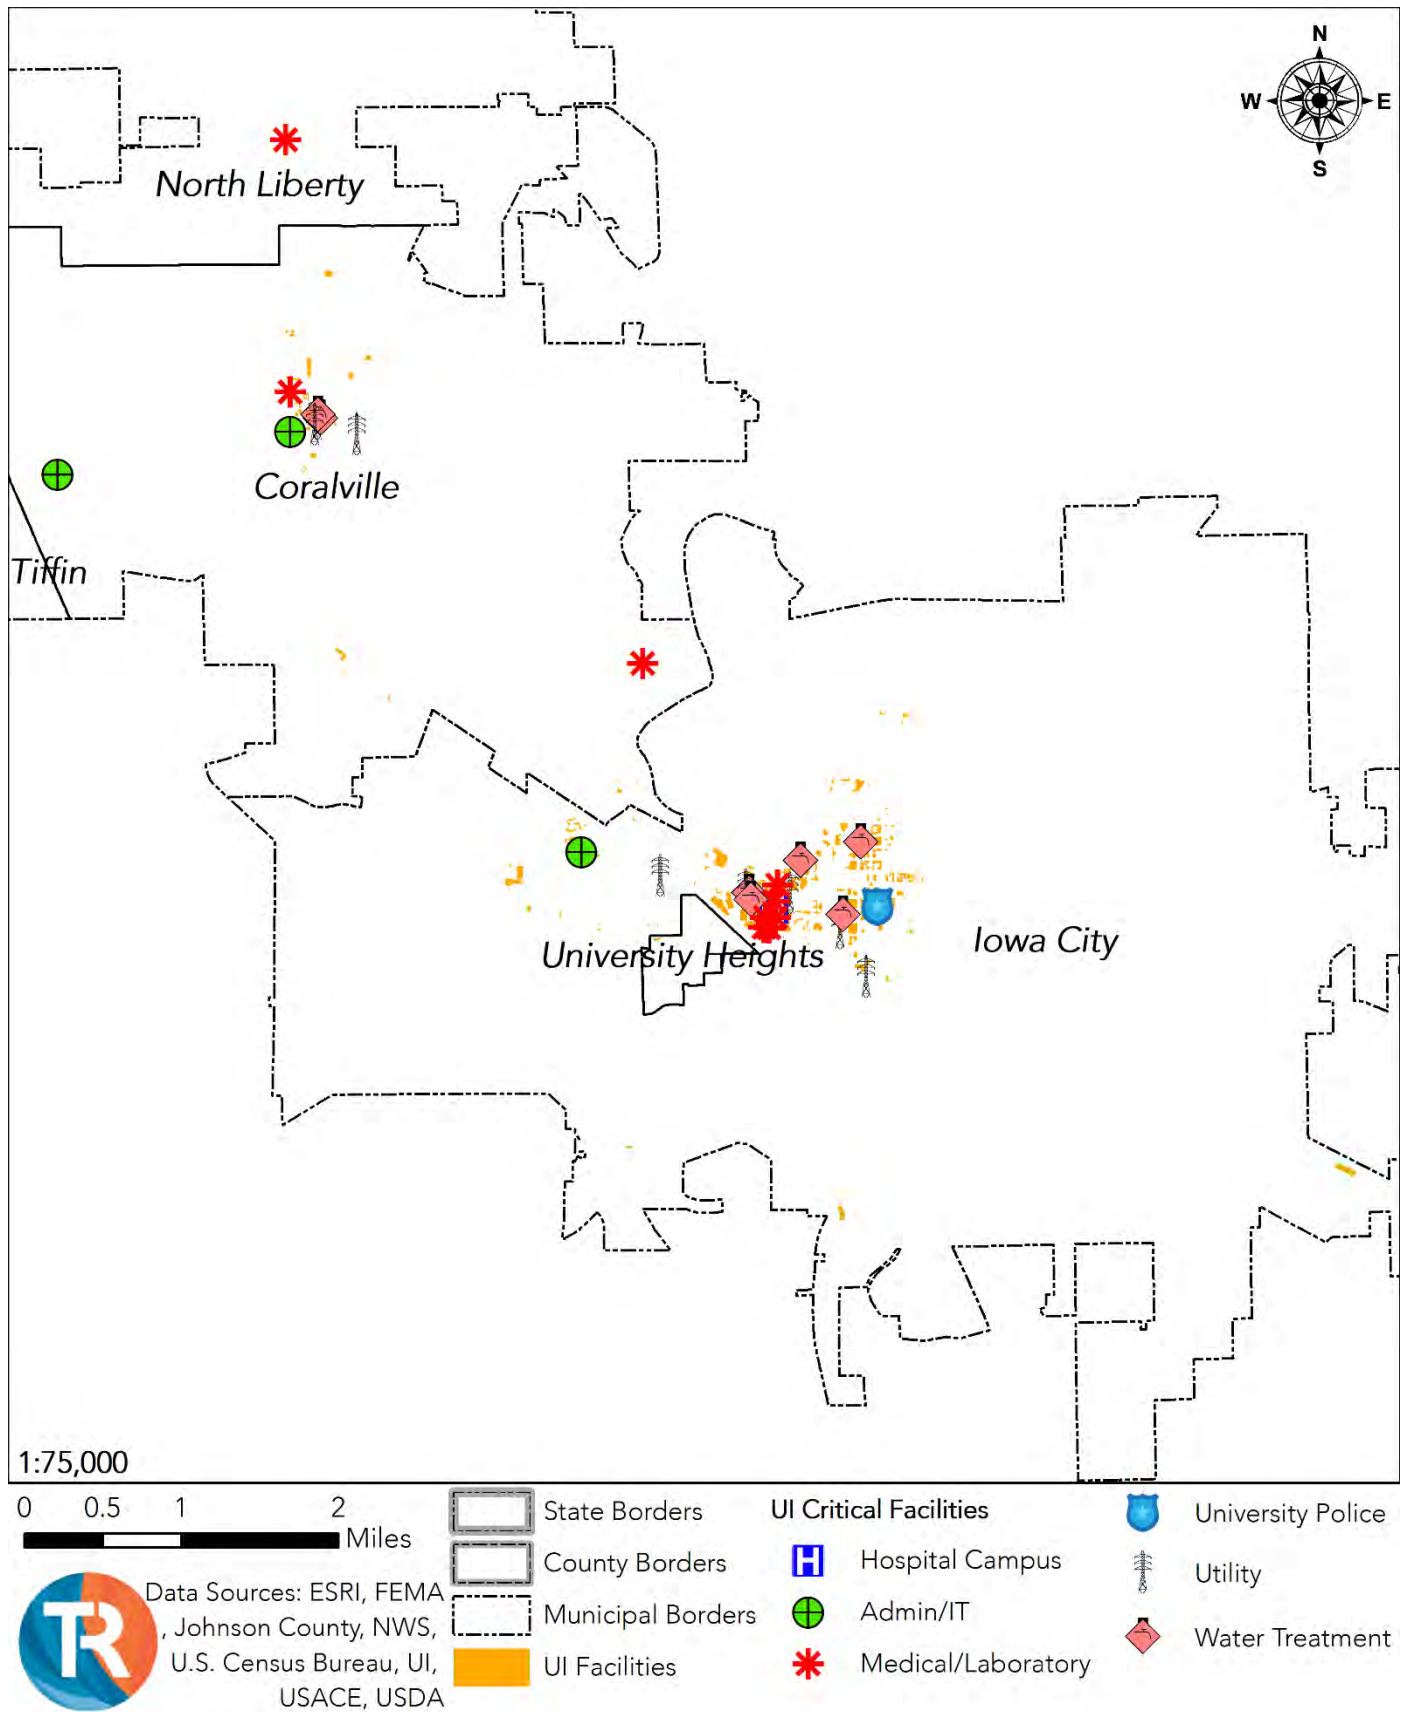 N
W E
S
North Liberty
Coralville
Tiffin
University Heights
Iowa City
1:75,000
0 0.5 1 2
Miles
Data Sources: ESRI, FEMA
, Johnson County, NWS,
U.S. Census Bureau, UI,
USACE, USDA
TR
State Borders
County Borders
Municipal Borders
UI Facilities
UI Critical Facilities
H Hospital Campus
Admin/IT
Medical/Laboratory
University Police
Utility
Water Treatment